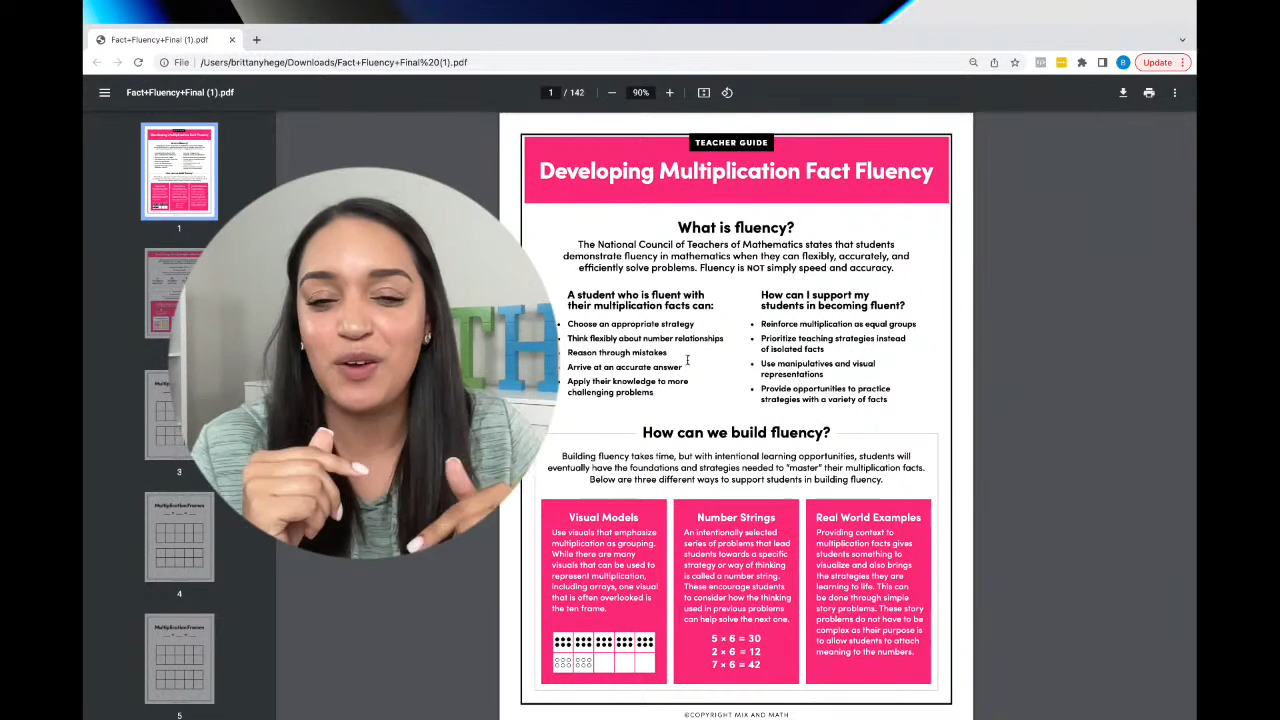 Fact+Fluency+Final (1).pdf
File
/Users/brittanyhege/Downloads/Fact+Fluency+Final%20(1).pdf
B
Update
Fact+Fluency+Final (1).pdf
1 / 142
90%
1
3
Multiplication Frames
4
Multiplication Frames
5
TH
TEACHER GUIDE
Developing Multiplication Fact Fluency
What is fluency?
The National Council of Teachers of Mathematics states that students
demonstrate fluency in mathematics when they can flexibly, accurately, and
efficiently solve problems. Fluency is NOT simply speed and accuracy.
A student who is fluent with
their multiplication facts can:
Choose an appropriate strategy
• Think flexibly about number relationships
Reason through mistakes
Arrive at an accurate answer
• Apply their knowledge to more
challenging problems
How can I support my
students in becoming fluent?
• Reinforce multiplication as equal groups
• Prioritize teaching strategies instead
of isolated facts
• Use manipulatives and visual
representations
• Provide opportunities to practice
strategies with a variety of facts
How can we build fluency?
Building fluency takes time, but with intentional learning opportunities, students will
eventually have the foundations and strategies needed to “master” their multiplication facts.
Below are three different ways to support students in building fluency.
Visual Models
Use visuals that emphasize
multiplication as grouping.
While there are many
visuals that can be used to
represent multiplication,
including arrays, one visual
that is often overlooked is
the ten frame.
Number Strings
An intentionally selected
series of problems that lead
students towards a specific
strategy or way of thinking
is called a number string.
These encourage students
to consider how the thinking
used in previous problems
can help solve the next one.
5 × 6 = 30
2 × 6 = 12
7 × 6 = 42
Real World Examples
Providing context to
multiplication facts gives
students something to
visualize and also brings
the strategies they are
learning to life. This can
be done through simple
story problems. These story
problems do not have to be
complex as their purpose is
to allow students to attach
meaning to the numbers.
©COPYRIGHT MIX AND MATH